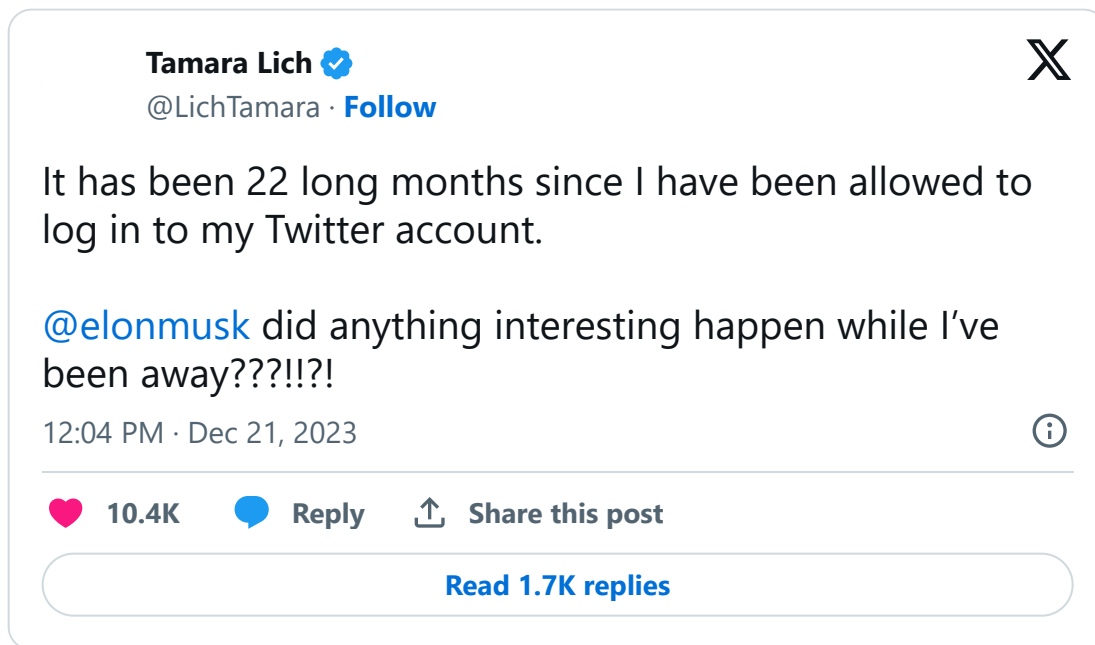 Tamara Lich
@LichTamara · Follow
It has been 22 long months since I have been allowed to
log in to my Twitter account.
@elonmusk did anything interesting happen while I’ve
been away???!!?!
12:04 PM · Dec 21, 2023
10.4K Reply Share this post
Read 1.7K replies